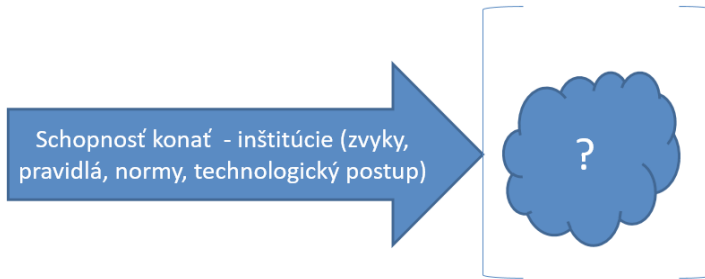 Schopnosť konať  - inštitúcie (zvyky,
pravidlá, normy, technologický postup)
?